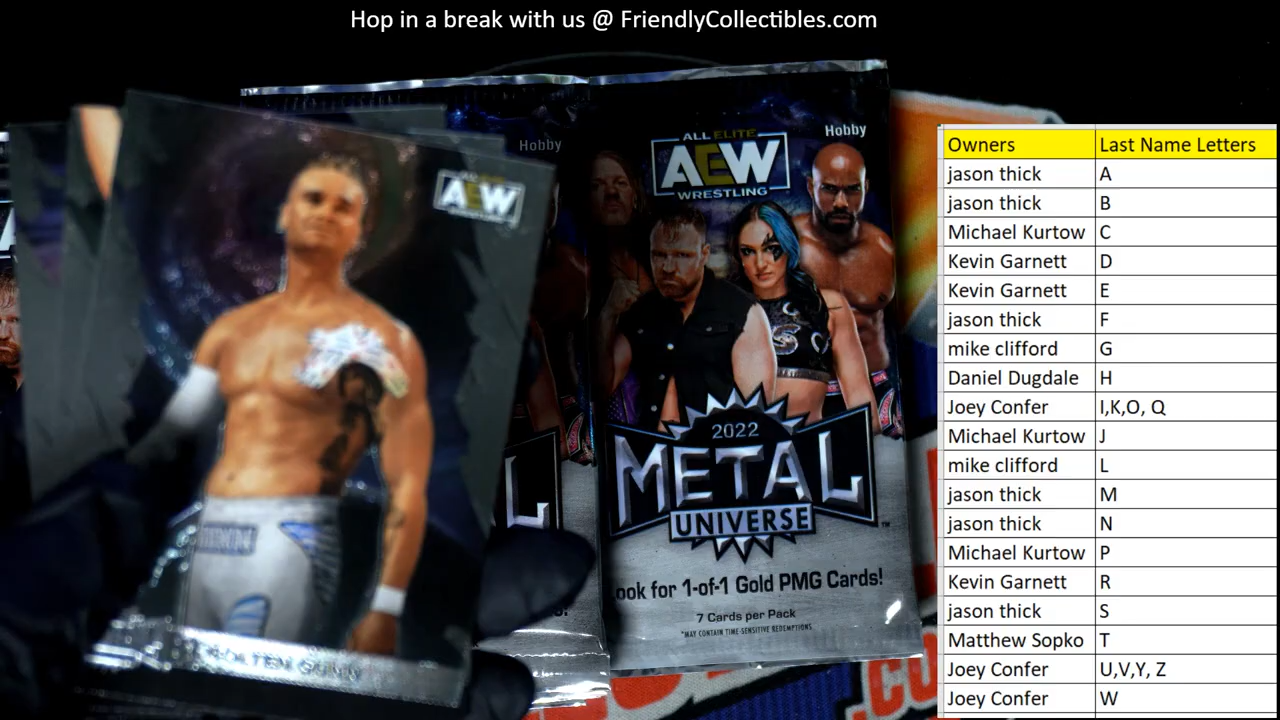 Hop in a break with us @ FriendlyCollectibles.com
AEW
COLTEN GUNN
Hobby
Hobby
ALL ELITE
AEW
WRESTLING
2022
METAL
UNIVERSE
ook for 1-of-1 Gold PMG Cards!
7 Cards per Pack
*MAY CONTAIN TIME-SENSITIVE REDEMPTIONS
L
.CO
Owners Last Name Letters
jason thick A
jason thick B
Michael Kurtow C
Kevin Garnett D
Kevin Garnett E
jason thick F
mike clifford G
Daniel Dugdale H
Joey Confer I,K,O, Q
Michael Kurtow J
mike clifford L
jason thick M
jason thick N
Michael Kurtow P
Kevin Garnett R
jason thick S
Matthew Sopko T
Joey Confer U,V,Y, Z
Joey Confer W